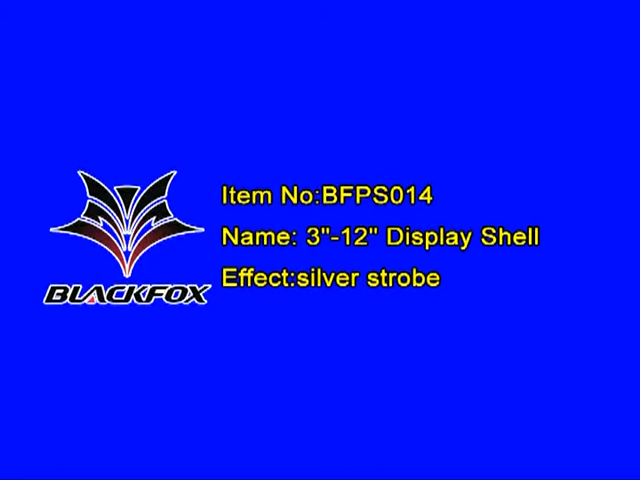 Item No:BFPS014
Name: 3"-12" Display Shell
Effect:silver strobe
BLACKFOX